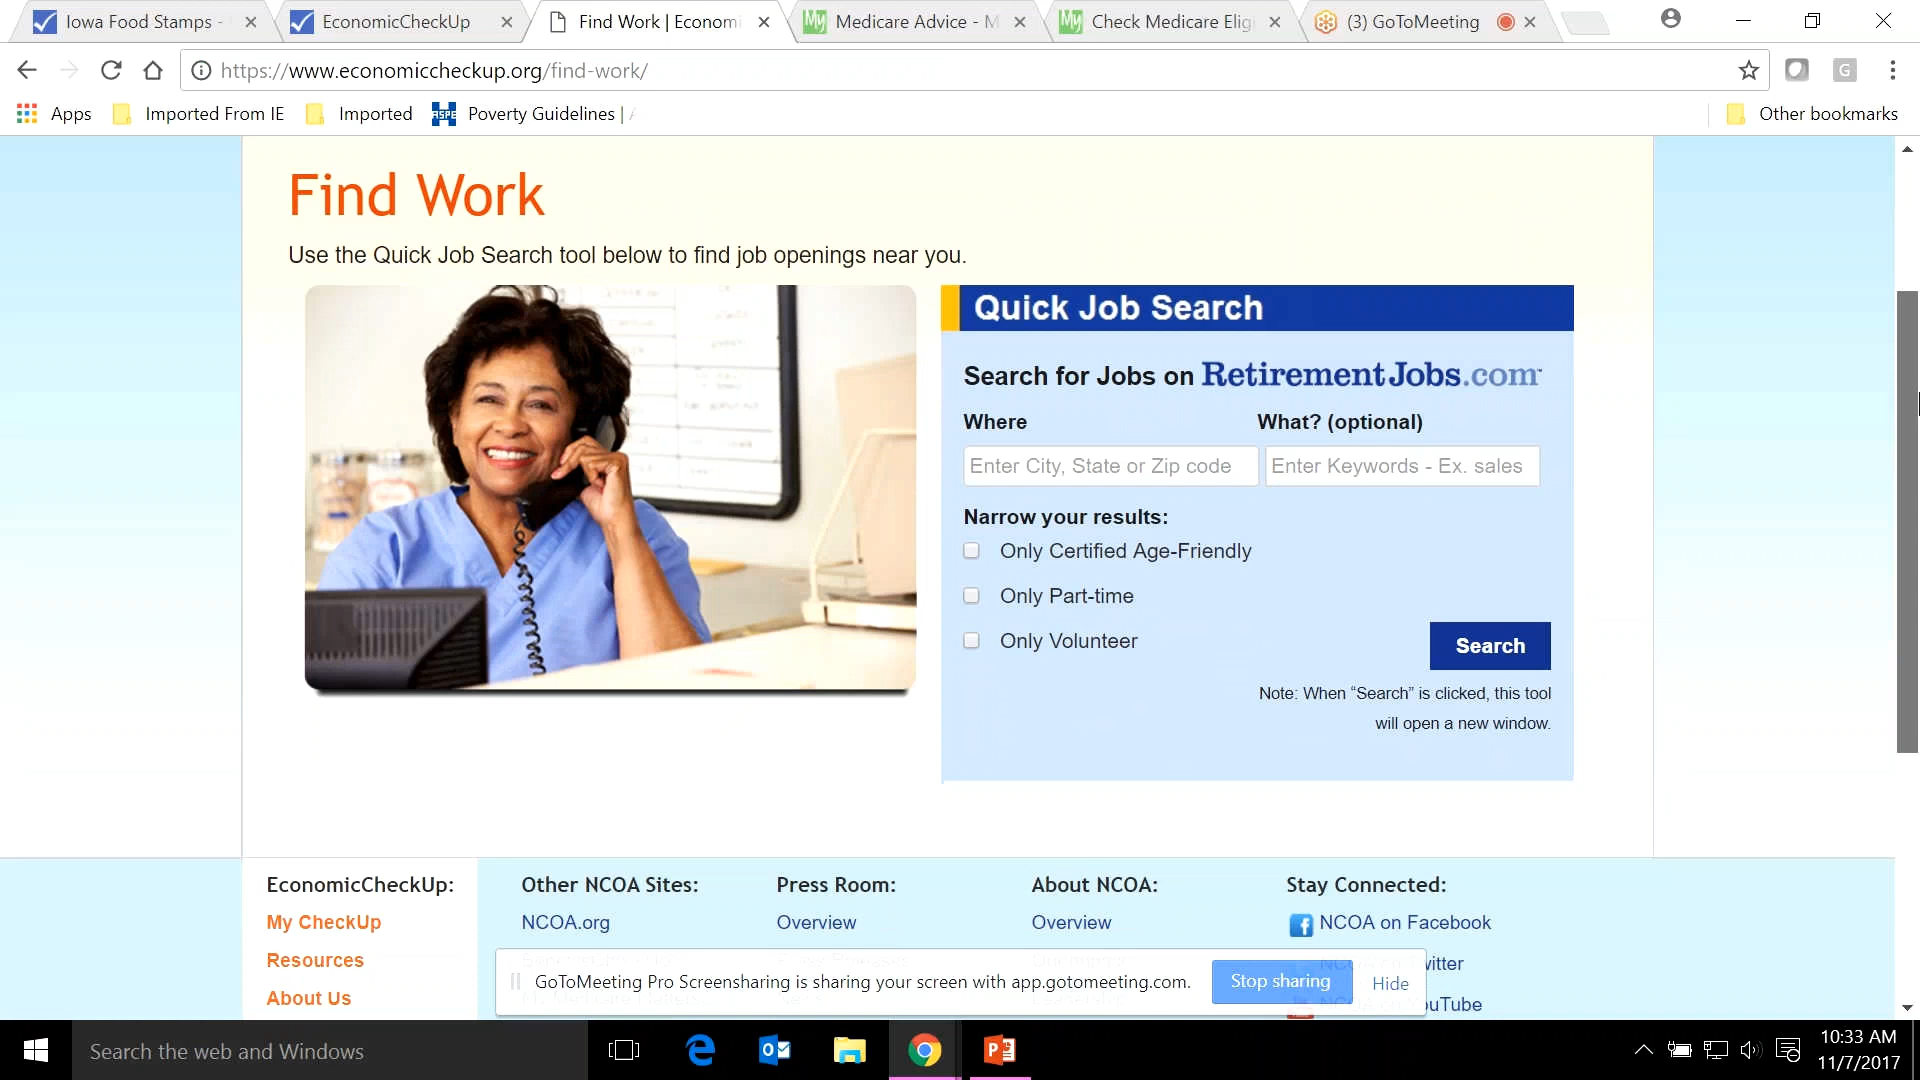 Iowa Food Stamps -
EconomicCheckUp
Find Work | Economi
Medicare Advice - M
Check Medicare Elig
(3) GoToMeeting
https://www.economiccheckup.org/find-work/
G
Apps
Imported From IE
Imported
ASPE
Poverty Guidelines |
Other bookmarks
Find Work
Use the Quick Job Search tool below to find job openings near you.
Quick Job Search
Search for Jobs on RetirementJobs.com
Where
What? (optional)
Enter City, State or Zip code
Enter Keywords - Ex. sales
Narrow your results:
Only Certified Age-Friendly
Only Part-time
Only Volunteer
Search
Note: When “Search” is clicked, this tool
will open a new window.
EconomicCheckUp:
My CheckUp
Resources
About Us
Other NCOA Sites:
NCOA.org
Press Room:
Overview
About NCOA:
Overview
Stay Connected:
NCOA on Facebook
GoToMeeting Pro Screensharing is sharing your screen with app.gotomeeting.com.
Stop sharing
Hide
Search the web and Windows
10:33 AM
11/7/2017